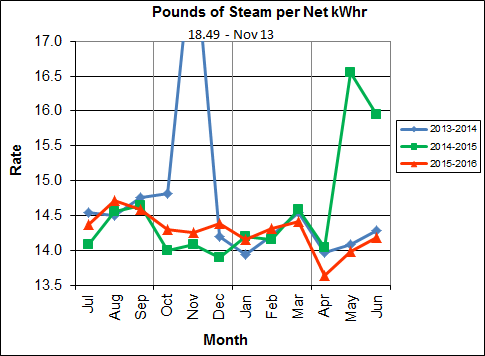 Pounds of Steam per Net kWhr
18.49 - Nov 13
17.0
16.5
16.0
15.5
15.0
14.5
14.0
13.5
Rate
Jul
Aug
Sep
Oct
Nov
Dec
Jan
Feb
Mar
Apr
May
Jun
Month
2013-2014
2014-2015
2015-2016